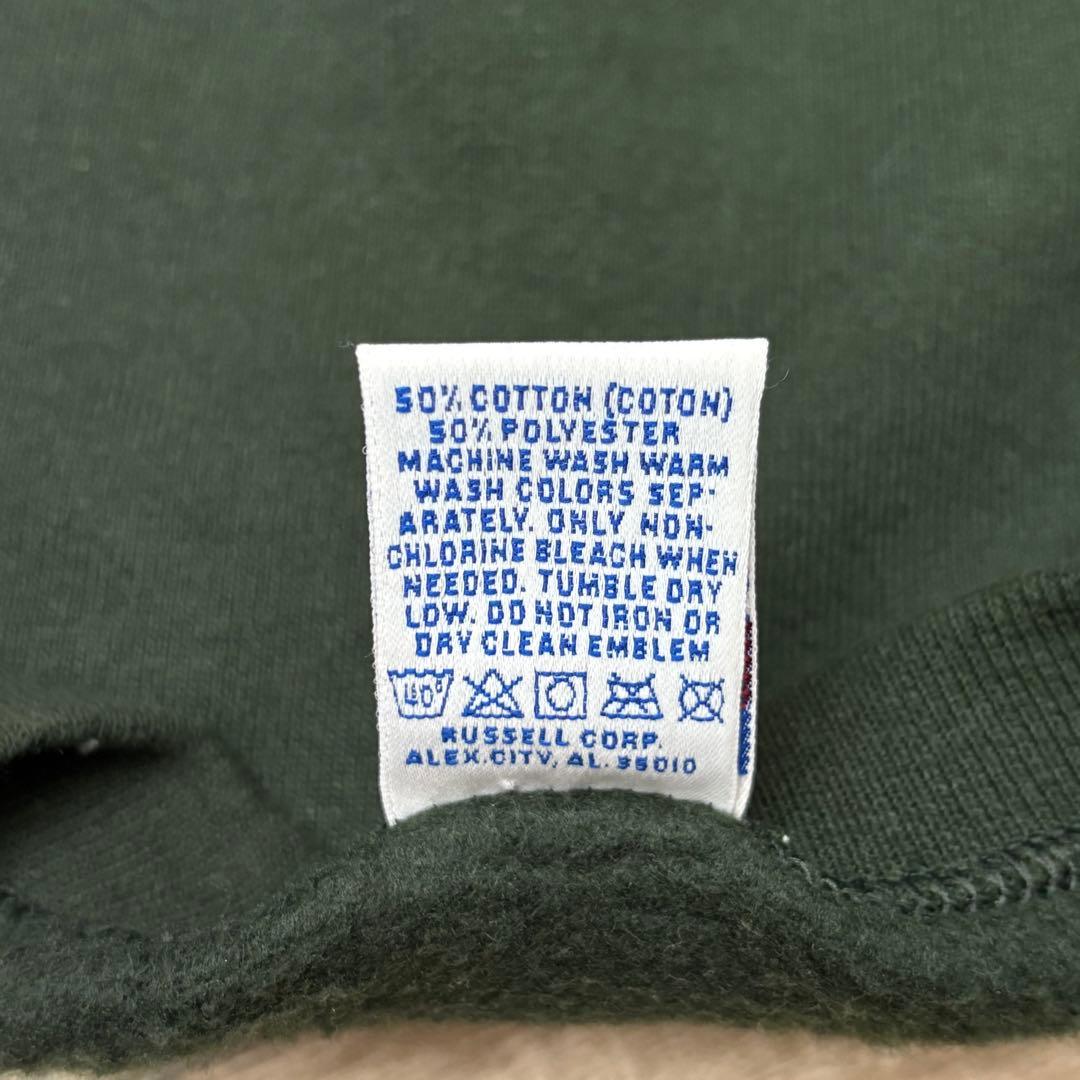 50% COTTON (COTON)
50% POLYESTER
MACHINE WASH WARM
WASH COLORS SEP-
ARATELY. ONLY NON-
CHLORINE BLEACH WHEN
NEEDED. TUMBLE DRY
LOW. DO NOT IRON OR
DRY CLEAN EMBLEM
40°
RUSSELL CORP.
ALEX. CITY, AL. 35010